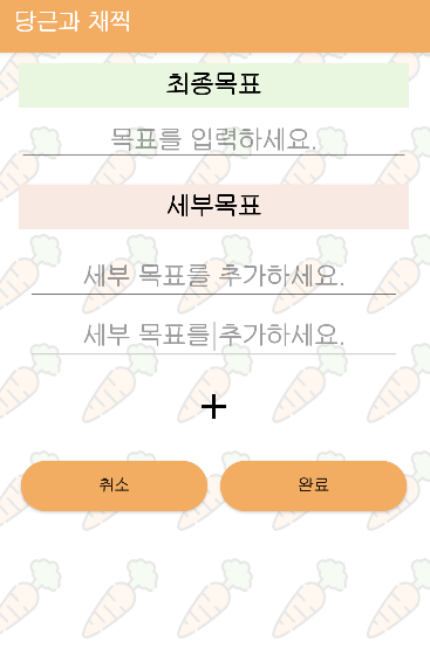 당근과 채찍
최종목표
목표를 입력하세요.
세부목표
세부 목표를 추가하세요.
세부 목표를 추가하세요.
+
취소 완료